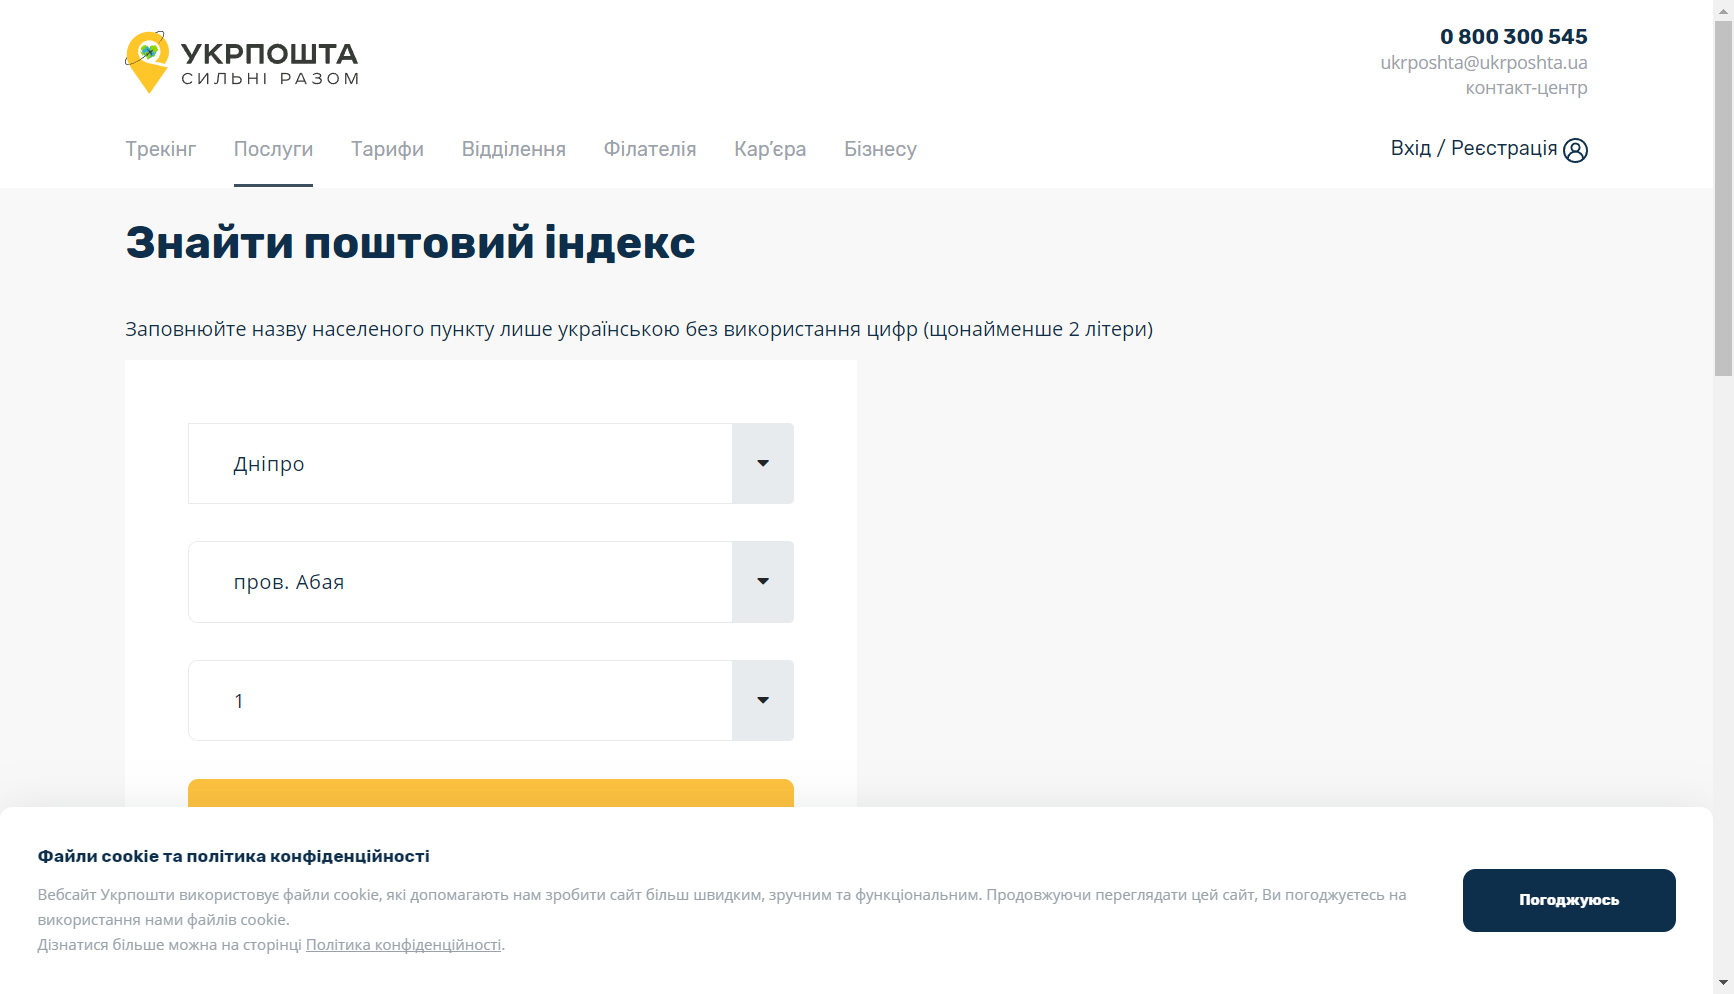 УКРПОШТА
СИЛЬНІ РАЗОМ
0 800 300 545
ukrposhta@ukrposhta.ua
контакт-центр
Трекінг Послуги Тарифи Відділення Філателія Кар’єра Бізнесу
Вхід / Реєстрація
Знайти поштовий індекс
Заповнюйте назву населеного пункту лише українською без використання цифр (щонайменше 2 літери)
Дніпро
пров. Абая
1
Файли cookie та політика конфіденційності
Вебсайт Укрпошти використовує файли cookie, які допомагають нам зробити сайт більш швидким, зручним та функціональним. Продовжуючи переглядати цей сайт, Ви погоджуєтесь на
використання нами файлів cookie.
Дізнатися більше можна на сторінці Політика конфіденційності.
Погоджуюсь